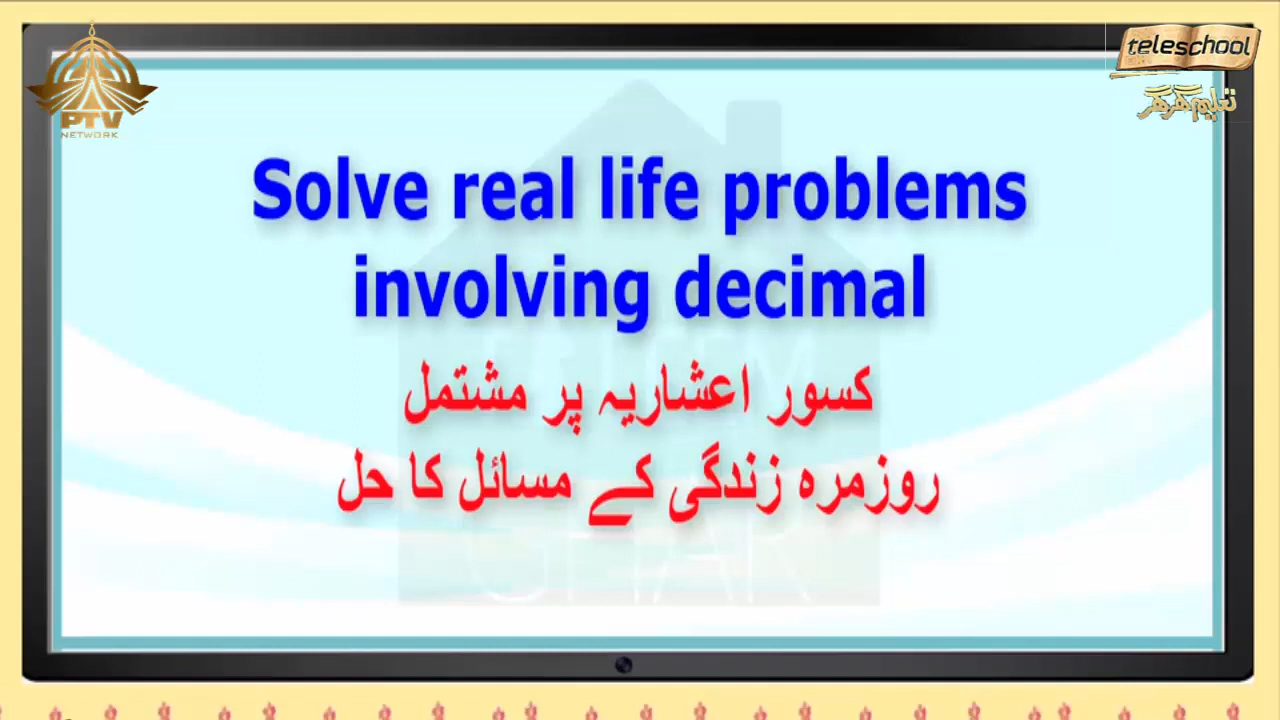 PTV
NETWORK
teleschool
تعلیم گھر گھر
Solve real life problems
involving decimal
کسور اعشاریہ پر مشتمل
روزمرہ زندگی کے مسائل کا حل